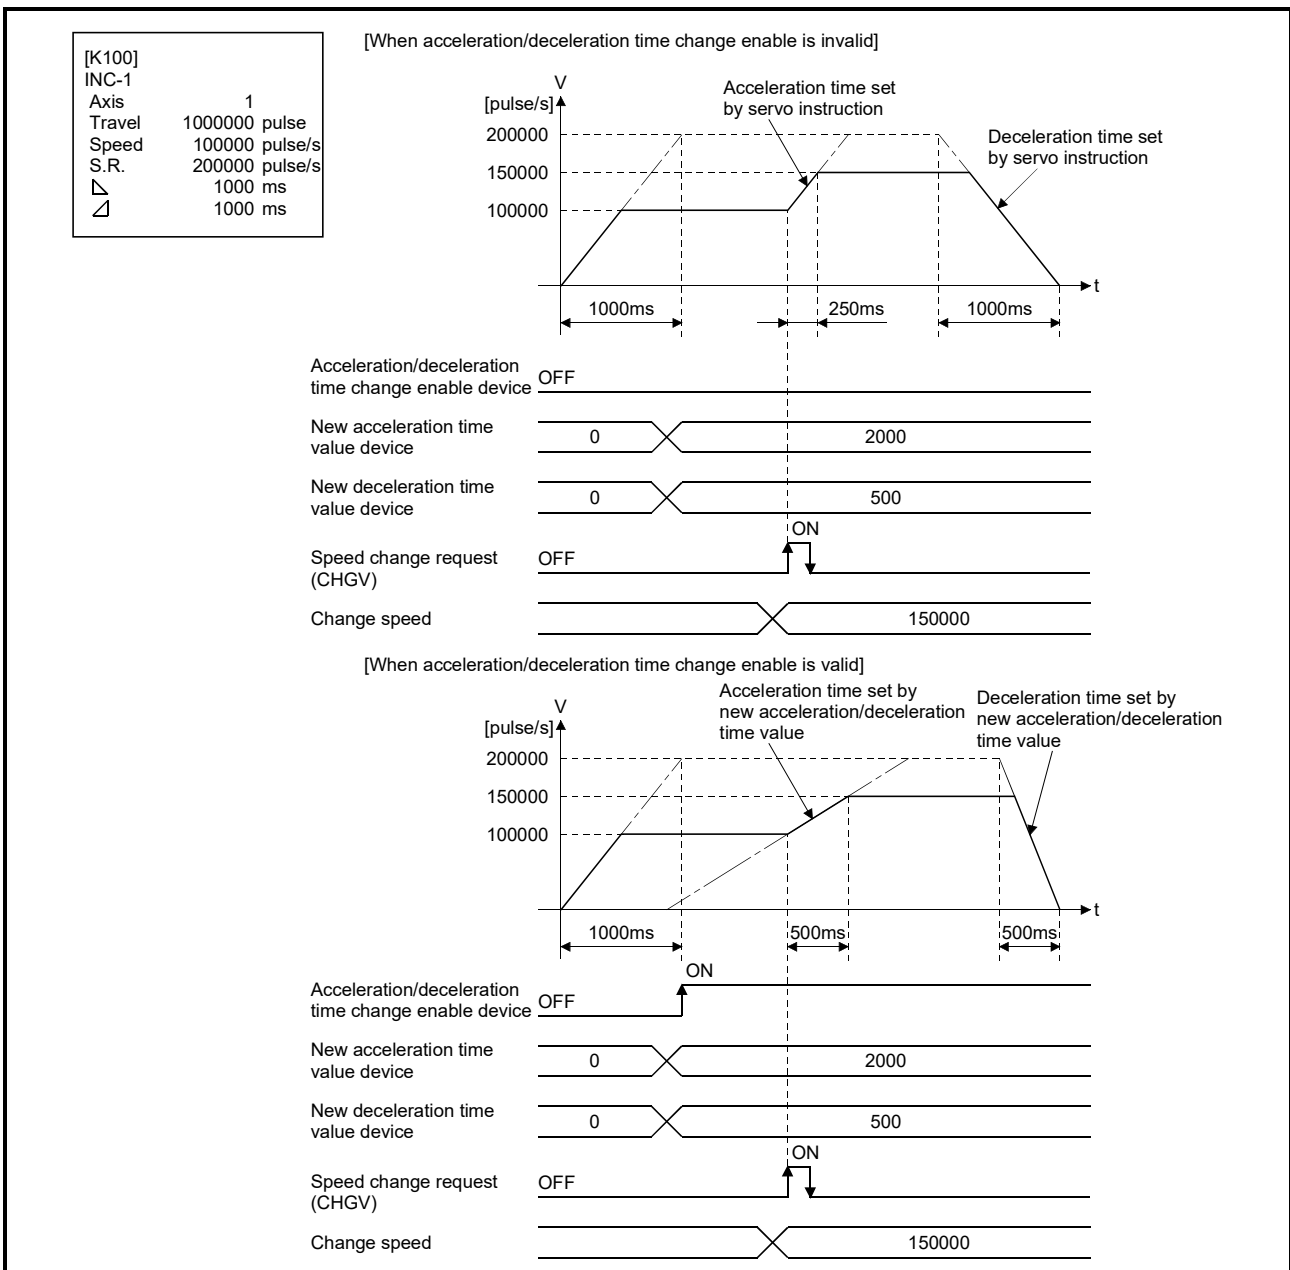 [K100]
INC-1
Axis 1
Travel 1000000 pulse
Speed 100000 pulse/s
S.R. 200000 pulse/s
1000 ms
1000 ms
[When acceleration/deceleration time change enable is invalid]
V
[pulse/s]
Acceleration time set
by servo instruction
Deceleration time set
by servo instruction
200000
150000
100000
t
1000ms
250ms
1000ms
Acceleration/deceleration
time change enable device
OFF
New acceleration time
value device
0
2000
New deceleration time
value device
0
500
Speed change request
(CHGV)
OFF
ON
Change speed
150000
[When acceleration/deceleration time change enable is valid]
V
[pulse/s]
Acceleration time set by
new acceleration/deceleration
time value
Deceleration time set by
new acceleration/deceleration
time value
200000
150000
100000
t
1000ms
500ms
500ms
Acceleration/deceleration
time change enable device
OFF
ON
New acceleration time
value device
0
2000
New deceleration time
value device
0
500
Speed change request
(CHGV)
OFF
ON
Change speed
150000